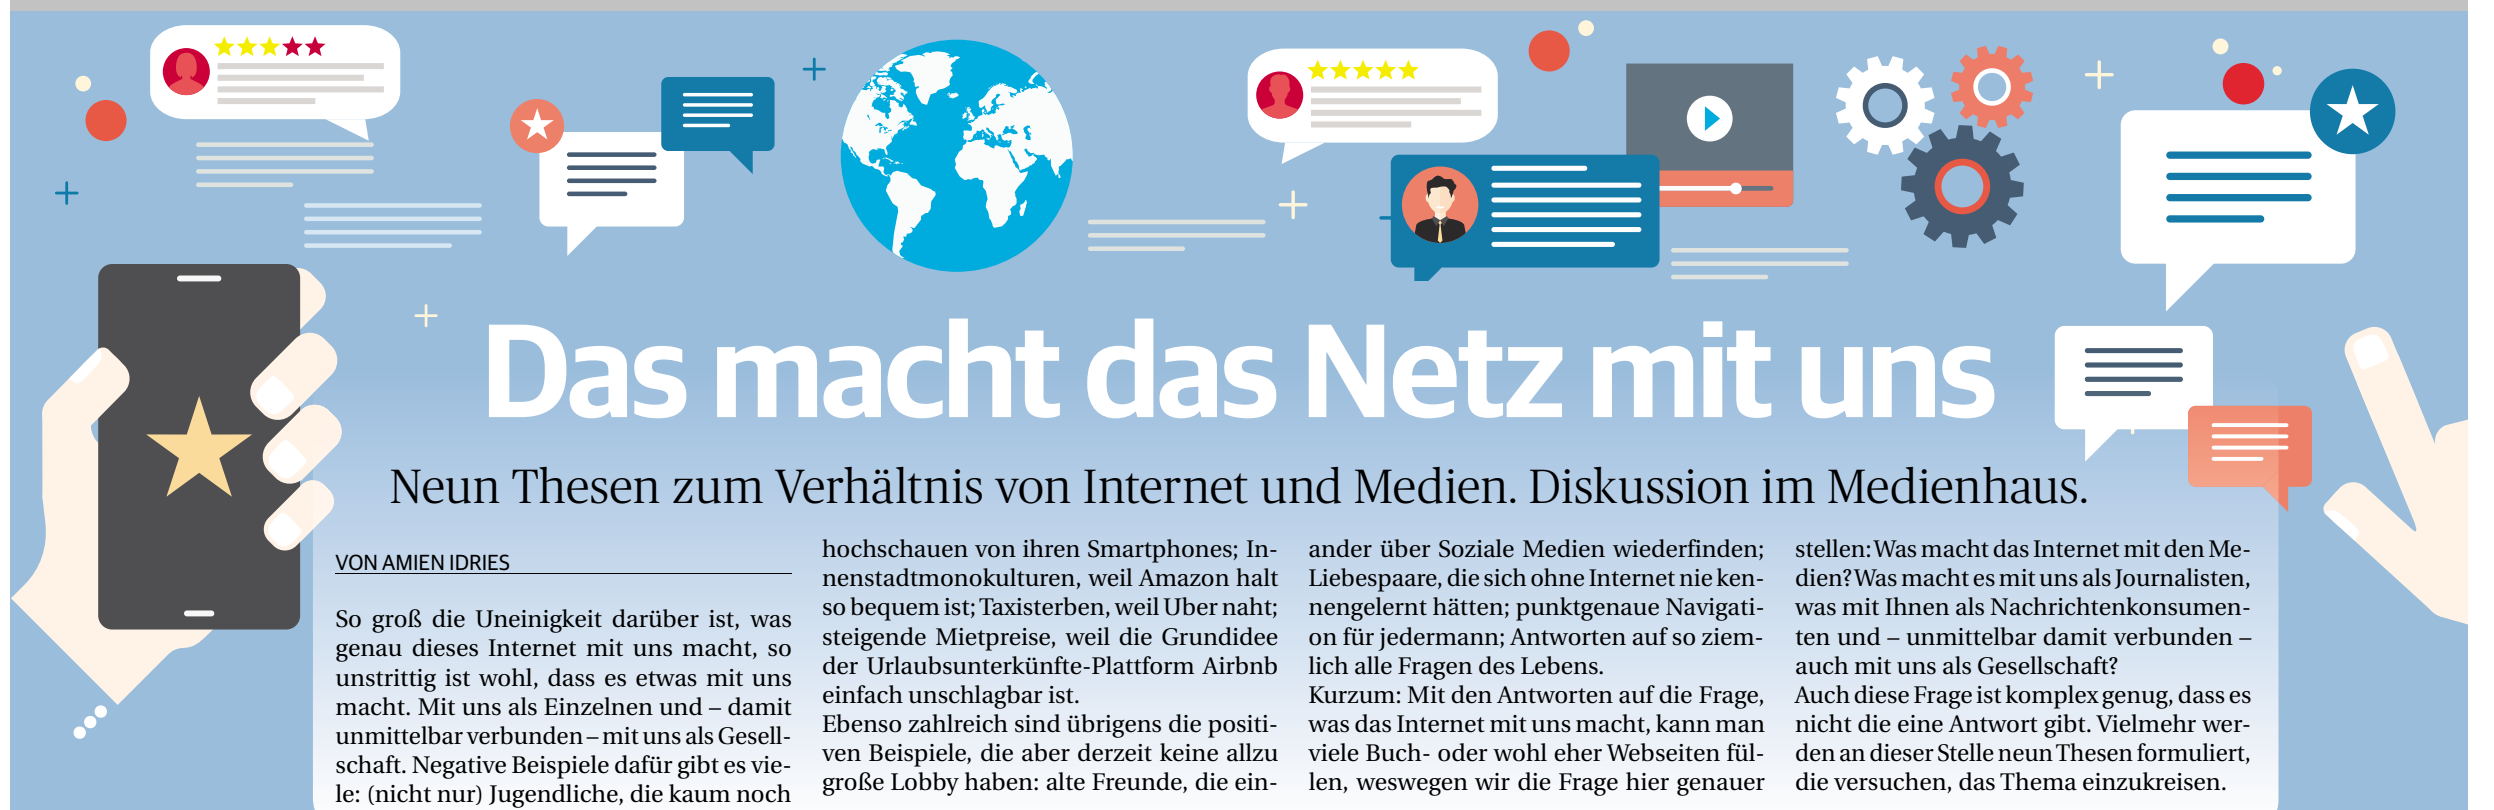 Das macht das Netz mit uns
Neun Thesen zum Verhältnis von Internet und Medien. Diskussion im Medienhaus.
VON AMIEN IDRIES
So groß die Uneinigkeit darüber ist, was
genau dieses Internet mit uns macht, so
unstrittig ist wohl, dass es etwas mit uns
macht. Mit uns als Einzelnen und – damit
unmittelbar verbunden – mit uns als Gesell-
schaft. Negative Beispiele dafür gibt es vie-
le: (nicht nur) Jugendliche, die kaum noch
hochschauen von ihren Smartphones; In-
nenstadtmonokulturen, weil Amazon halt
so bequem ist; Taxisterben, weil Uber naht;
steigende Mietpreise, weil die Grundidee
der Urlaubsunterkünfte-Plattform Airbnb
einfach unschlagbar ist.
Ebenso zahlreich sind übrigens die positi-
ven Beispiele, die aber derzeit keine allzu
große Lobby haben: alte Freunde, die ein-
ander über Soziale Medien wiederfinden;
Liebespaare, die sich ohne Internet nie ken-
nengelernt hätten; punktgenaue Navigati-
on für jedermann; Antworten auf so ziem-
lich alle Fragen des Lebens.
Kurzum: Mit den Antworten auf die Frage,
was das Internet mit uns macht, kann man
viele Buch- oder wohl eher Webseiten fül-
len, weswegen wir die Frage hier genauer
stellen: Was macht das Internet mit den Me-
dien? Was macht es mit uns als Journalisten,
was mit Ihnen als Nachrichtenkonsumen-
ten und – unmittelbar damit verbunden –
auch mit uns als Gesellschaft?
Auch diese Frage ist komplex genug, dass es
nicht die eine Antwort gibt. Vielmehr wer-
den an dieser Stelle neun Thesen formuliert,
die versuchen, das Thema einzukreisen.